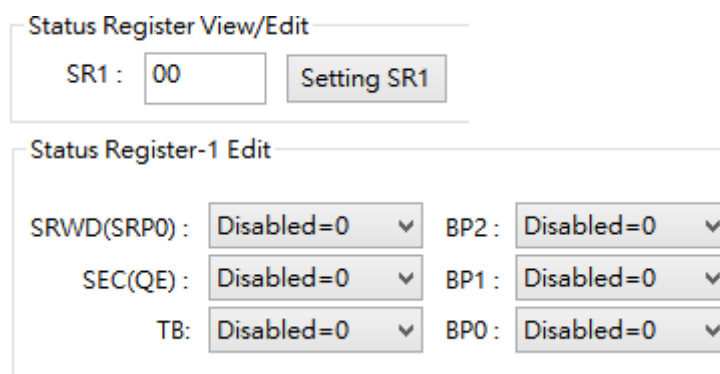 Status Register View/Edit
SR1 : 00 Setting SR1
Status Register-1 Edit
SRWD(SRP0) : Disabled=0 BP2 : Disabled=0
SEC(QE) : Disabled=0 BP1 : Disabled=0
TB: Disabled=0 BP0 : Disabled=0